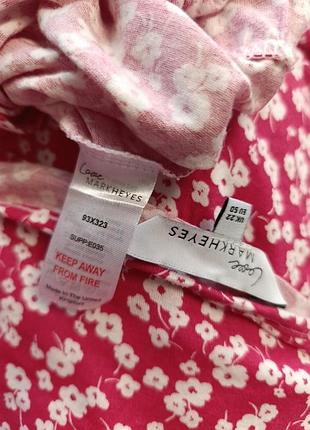 Love
MARKHEYES
93X323
SUPP:E035
KEEP AWAY
FROM FIRE
Made In The United
Kingdom
Love
MARKHEYES
UK 22
EU 50